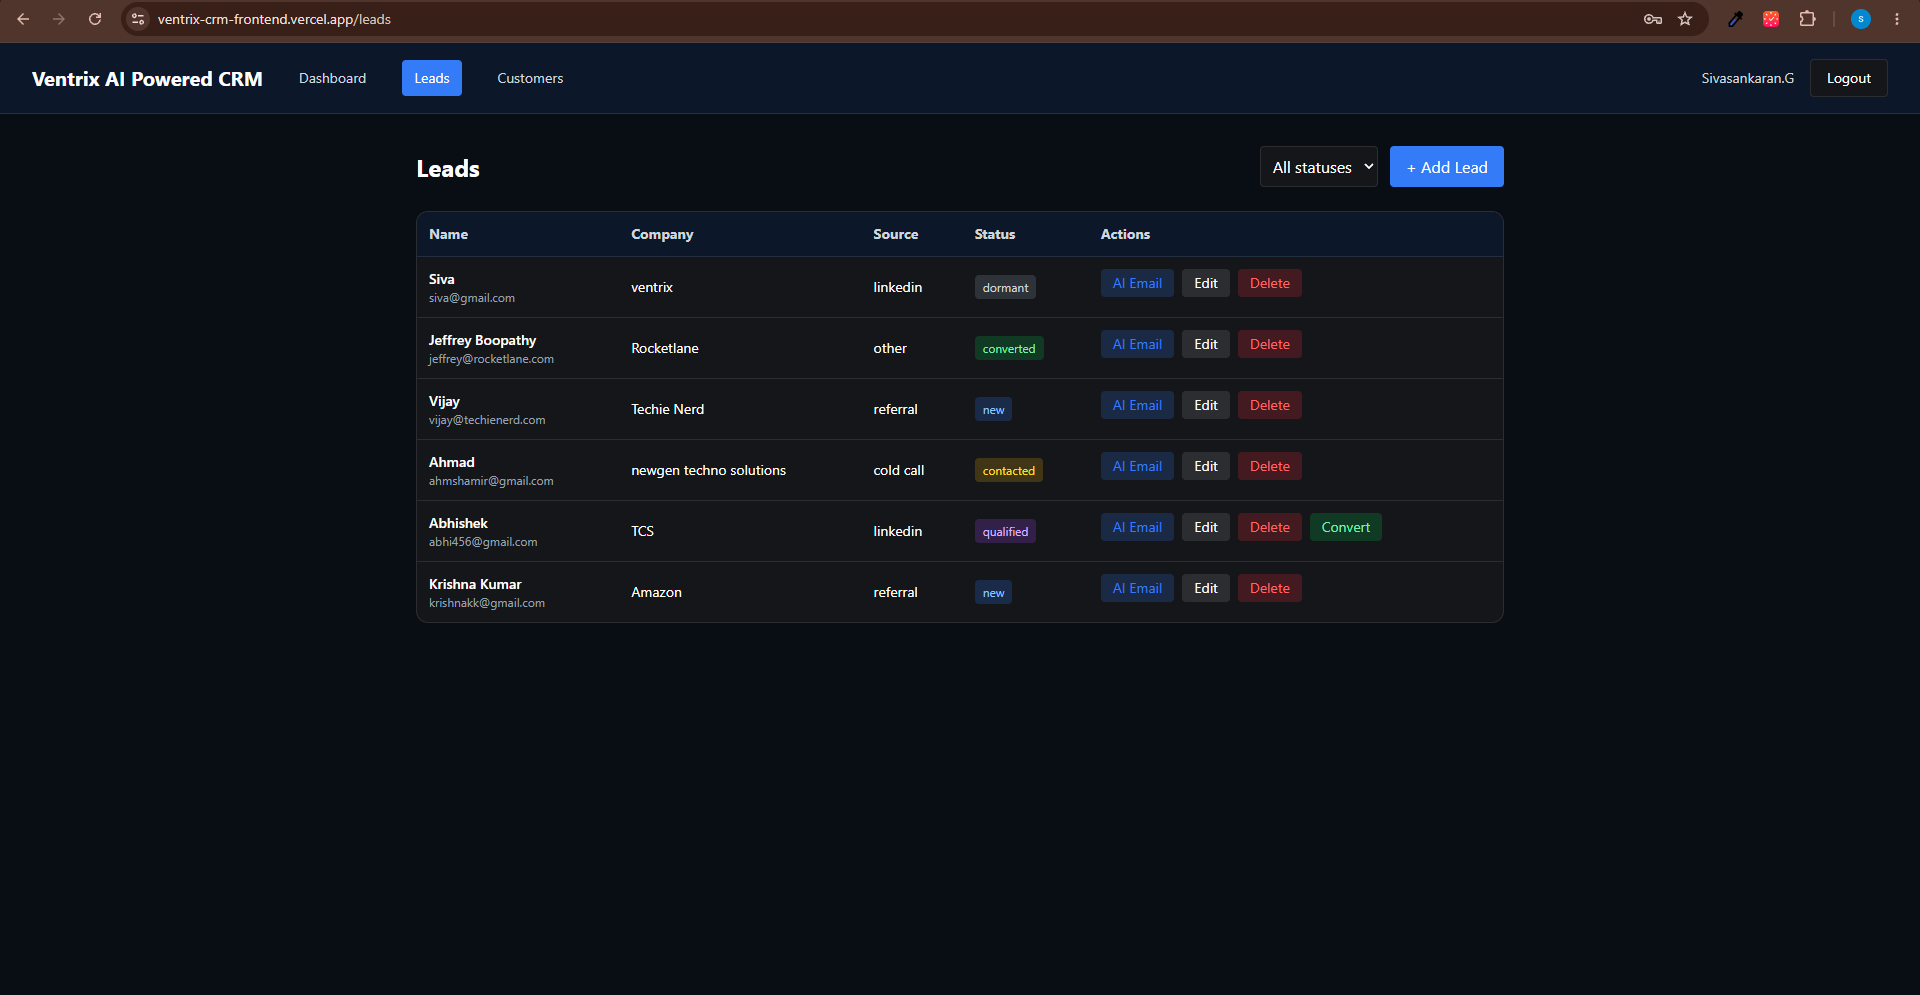 ventrix-crm-frontend.vercel.app/leads
S
Ventrix AI Powered CRM Dashboard Leads Customers Sivasankaran.G Logout
Leads All statuses + Add Lead
Name Company Source Status Actions
Siva
siva@gmail.com
ventrix linkedin dormant AI Email Edit Delete
Jeffrey Boopathy
jeffrey@rocketlane.com
Rocketlane other converted AI Email Edit Delete
Vijay
vijay@techienerd.com
Techie Nerd referral new AI Email Edit Delete
Ahmad
ahmshamir@gmail.com
newgen techno solutions cold call contacted AI Email Edit Delete
Abhishek
abhi456@gmail.com
TCS linkedin qualified AI Email Edit Delete Convert
Krishna Kumar
krishnakk@gmail.com
Amazon referral new AI Email Edit Delete